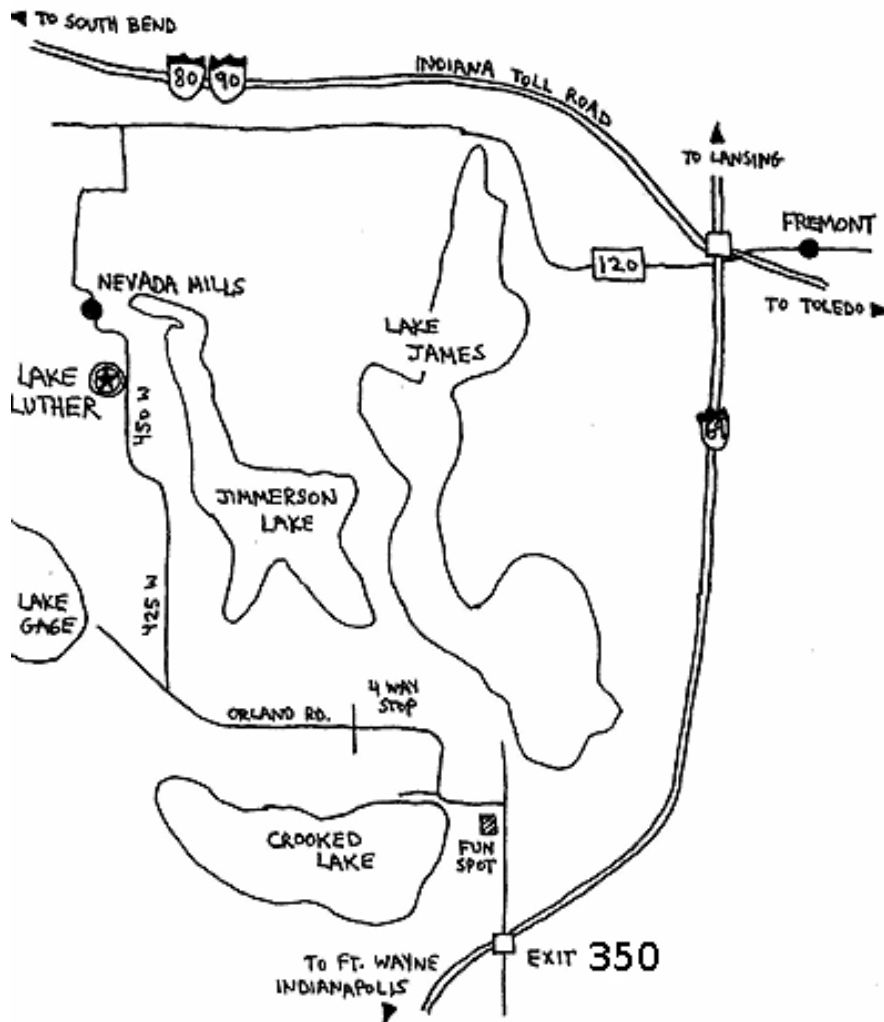 TO SOUTH BEND
80 90
INDIANA TOLL ROAD
TO LANSING
FREMONT
120
TO TOLEDO
NEVADA MILLS
LAKE
JAMES
LAKE
LUTHER
450 W
69
JIMMERSON
LAKE
LAKE
GAGE
425 W
4 WAY
STOP
ORLAND RD.
CROOKED
LAKE
FUN
SPOT
TO FT. WAYNE
INDIANAPOLIS
EXIT 350